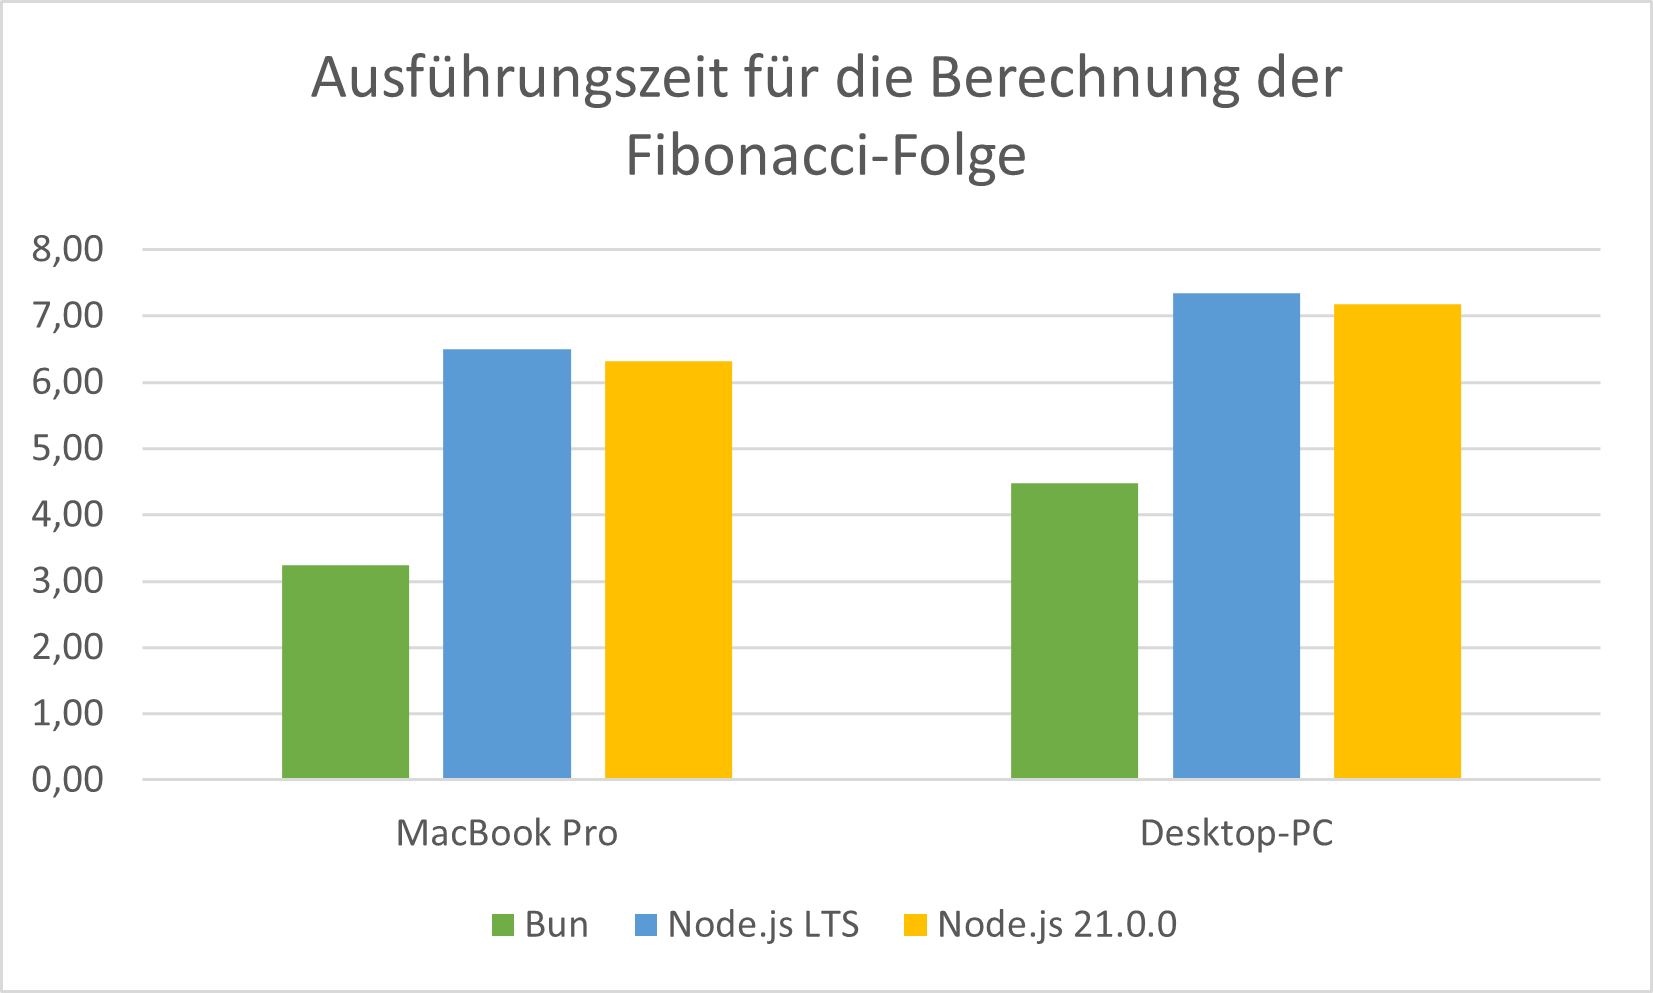 Ausführungszeit für die Berechnung der
Fibonacci-Folge
8,00
7,00
6,00
5,00
4,00
3,00
2,00
1,00
0,00
MacBook Pro Desktop-PC
Bun Node.js LTS Node.js 21.0.0